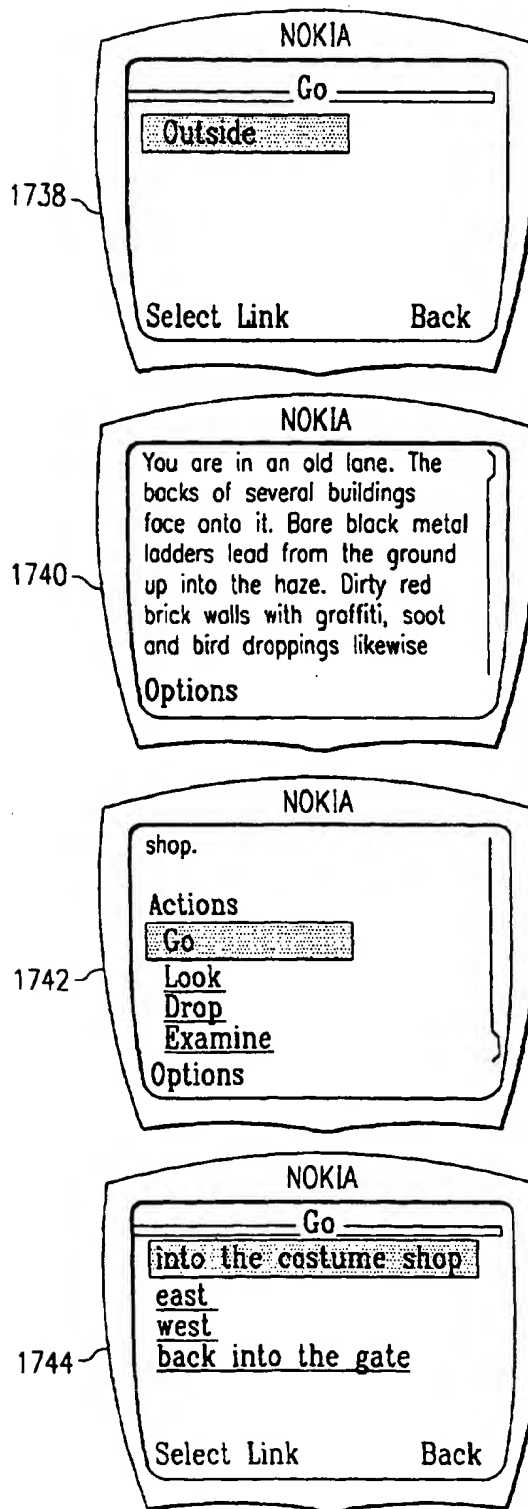 NOKIA
Go
Outside
1738
Select Link Back
NOKIA
You are in an old lane. The
backs of several buildings
face onto it. Bare black metal
ladders lead from the ground
1740
up into the haze. Dirty red
brick walls with graffiti, soot
and bird droppings likewise
Options
NOKIA
shop.
Actions
Go
1742
Look
Drop
Examine
Options
NOKIA
Go
into the costume shop
east
west
1744
back into the gate
Select Link Back